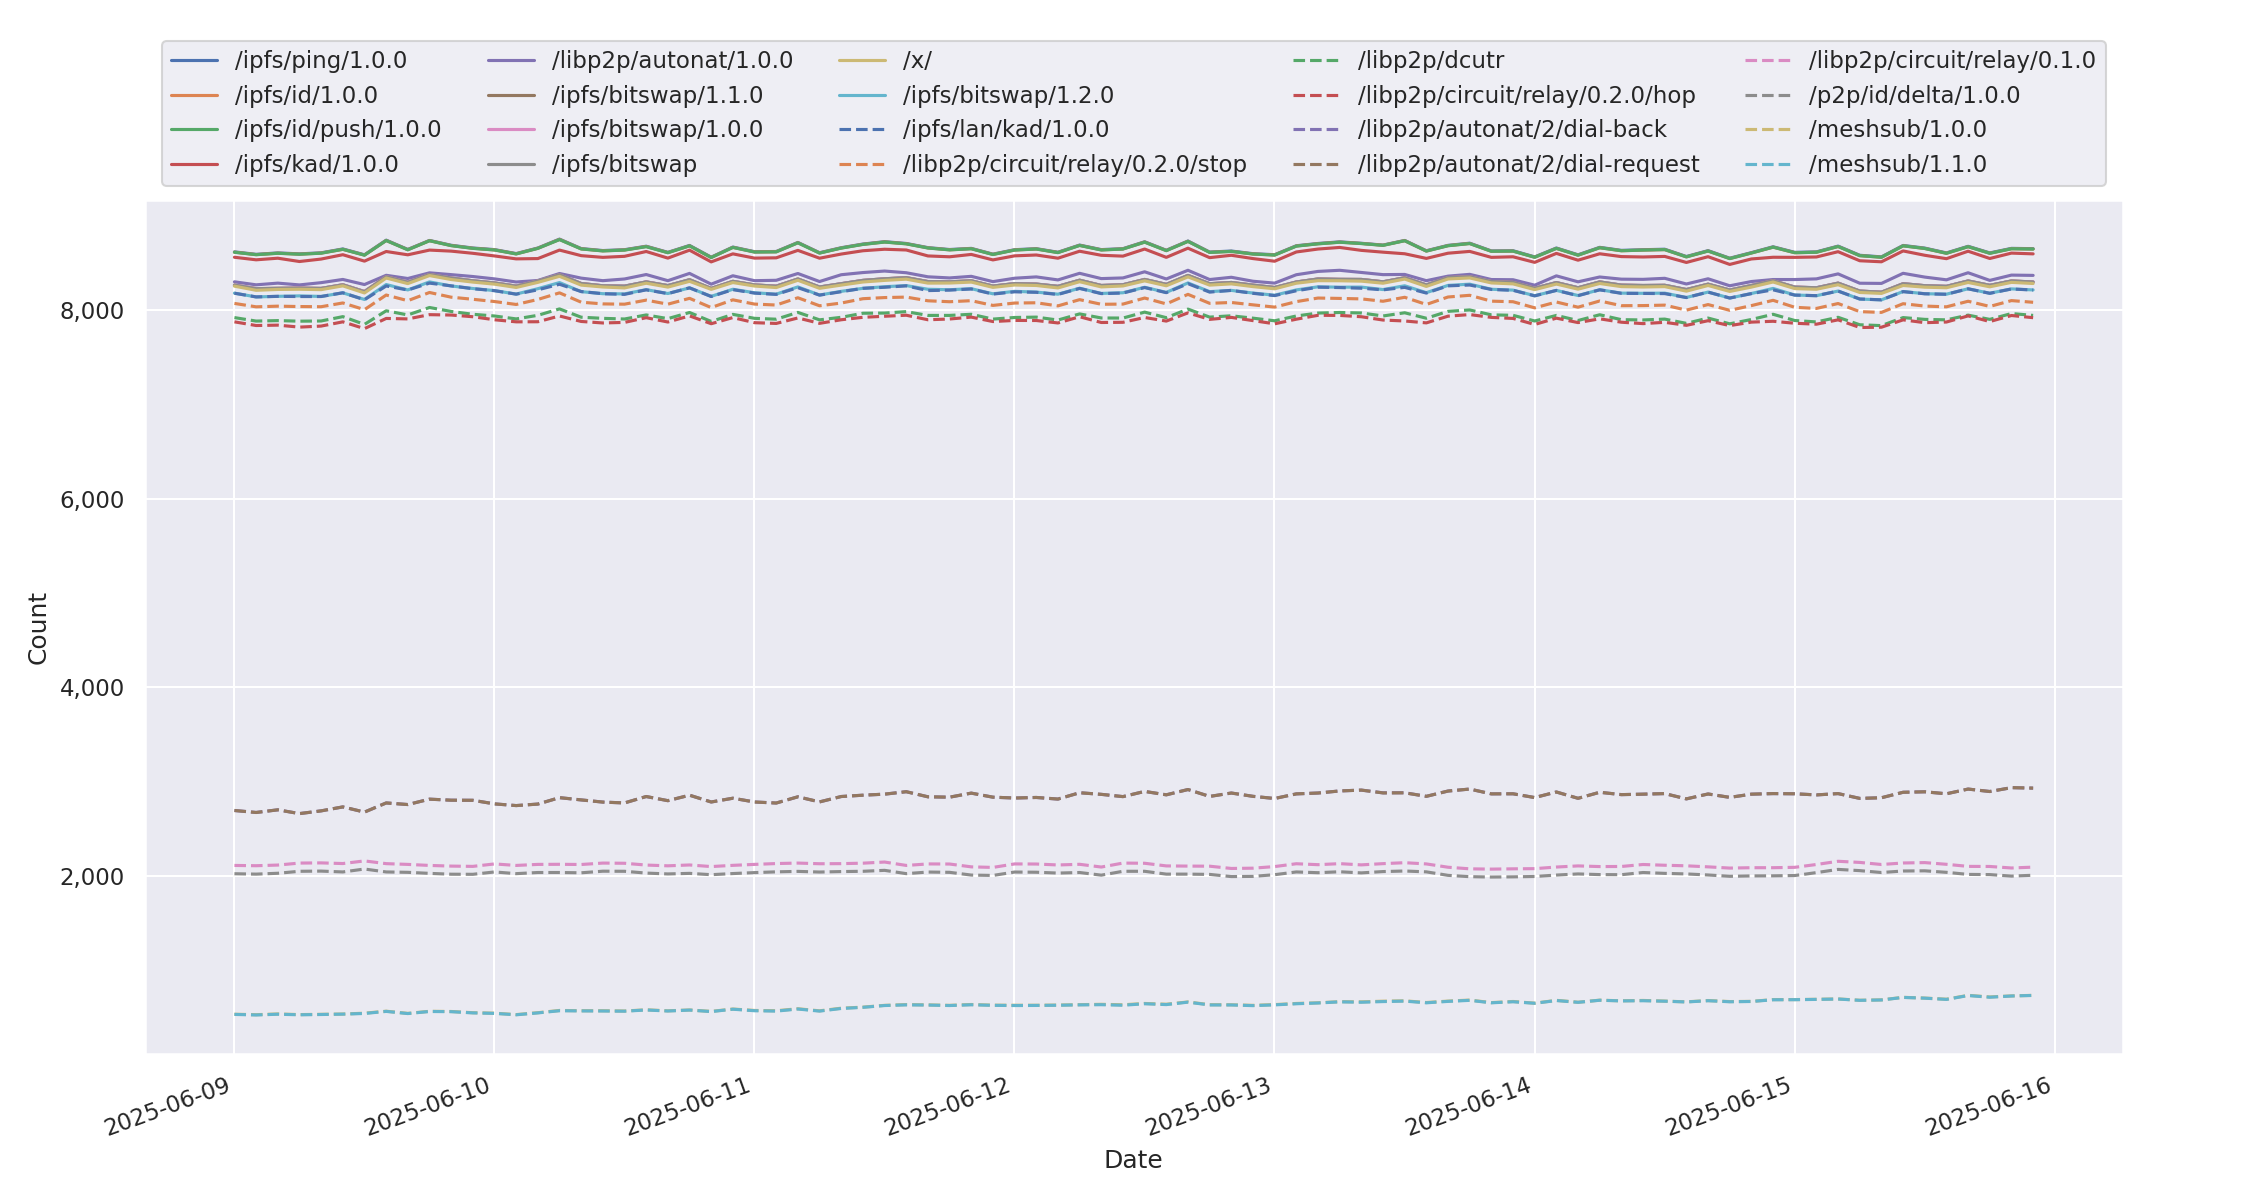 /ipfs/ping/1.0.0
/ipfs/id/1.0.0
/ipfs/id/push/1.0.0
/ipfs/kad/1.0.0
/libp2p/autonat/1.0.0
/ipfs/bitswap/1.1.0
/ipfs/bitswap/1.0.0
/ipfs/bitswap
/x/
/ipfs/bitswap/1.2.0
/ipfs/lan/kad/1.0.0
/libp2p/circuit/relay/0.2.0/stop
/libp2p/dcutr
/libp2p/circuit/relay/0.2.0/hop
/libp2p/autonat/2/dial-back
/libp2p/autonat/2/dial-request
/libp2p/circuit/relay/0.1.0
/p2p/id/delta/1.0.0
/meshsub/1.0.0
/meshsub/1.1.0
8,000
6,000
4,000
2,000
Count
2025-06-09
2025-06-10
2025-06-11
2025-06-12
2025-06-13
2025-06-14
2025-06-15
2025-06-16
Date